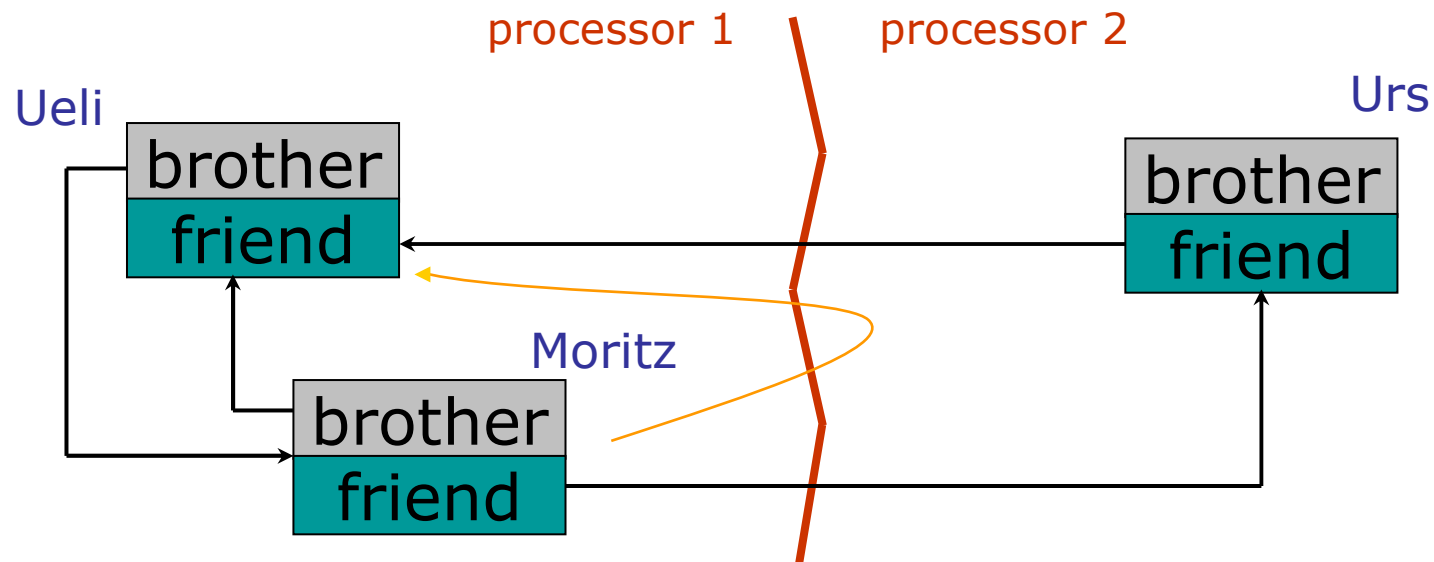 processor 1
processor 2
Ueli
Urs
brother
friend
brother
friend
Moritz
brother
friend